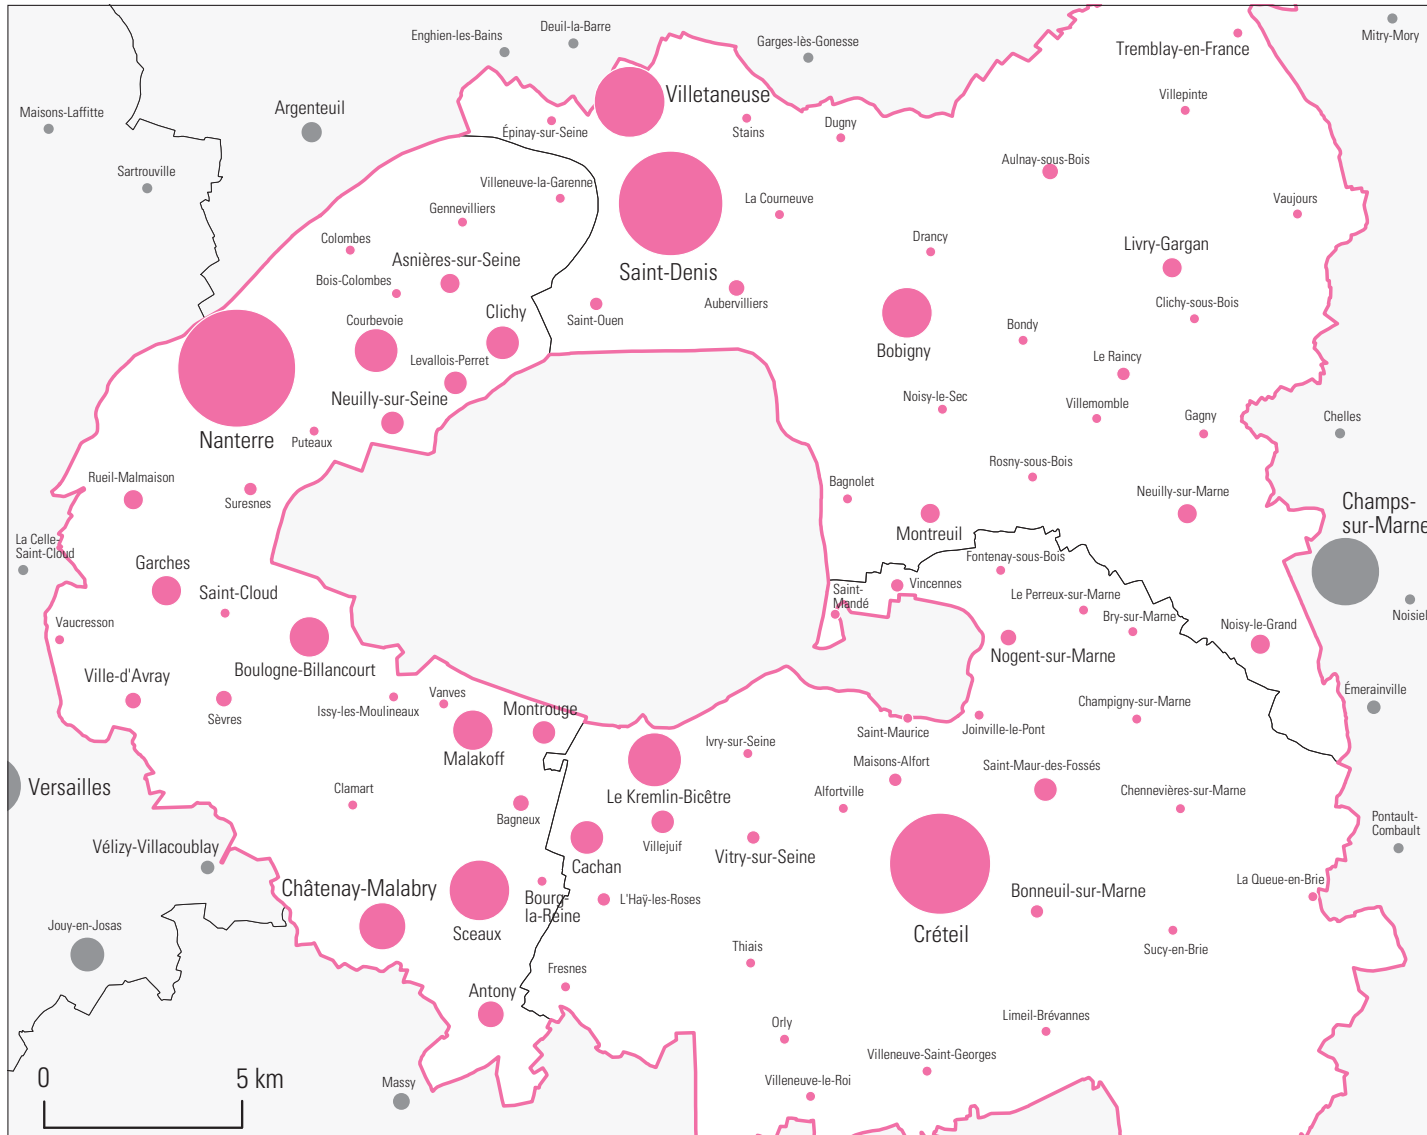 Mitry-Mory
Deuil-la-Barre
Enghien-les-Bains
Garges-lès-Gonesse
Tremblay-en-France
Villetaneuse
Villepinte
Argenteuil
Maisons-Laffitte
Dugny
Épinay-sur-Seine
Stains
Aulnay-sous-Bois
Sartrouville
Villeneuve-la-Garenne
La Courneuve
Vaujours
Gennevilliers
Colombes
Drancy
Livry-Gargan
Asnières-sur-Seine
Saint-Denis
Bois-Colombes
Aubervilliers
Clichy-sous-Bois
Clichy
Courbevoie
Saint-Ouen
Bondy
Bobigny
Levallois-Perret
Le Raincy
Neuilly-sur-Seine
Noisy-le-Sec
Villemomble
Gagny
Chelles
Nanterre
Puteaux
Rosny-sous-Bois
Rueil-Malmaison
Bagnolet
Neuilly-sur-Marne
Suresnes
Champs-
sur-Marne
Montreuil
La Celle-
Saint-Cloud
Fontenay-sous-Bois
Garches
Vincennes
Saint-
Mandé
Saint-Cloud
Le Perreux-sur-Marne
Bry-sur-Marne
Noisiel
Vaucresson
Noisy-le-Grand
Nogent-sur-Marne
Boulogne-Billancourt
Ville-d'Avray
Émerainville
Vanves
Issy-les-Moulineaux
Montrouge
Champigny-sur-Marne
Sèvres
Saint-Maurice
Joinville-le-Pont
Ivry-sur-Seine
Malakoff
Maisons-Alfort
Saint-Maur-des-Fossés
Versailles
Clamart
Le Kremlin-Bicêtre
Alfortville
Chennevières-sur-Marne
Bagneux
Pontault-
Combault
Vélizy-Villacoublay
Villejuif
Vitry-sur-Seine
Cachan
La Queue-en-Brie
Châtenay-Malabry
Bourg-
la-Reine
L'Haÿ-les-Roses
Bonneuil-sur-Marne
Jouy-en-Josas
Sceaux
Créteil
Thiais
Sucy-en-Brie
Fresnes
Antony
Limeil-Brévannes
Orly
Villeneuve-Saint-Georges
0 5 km
Massy
Villeneuve-le-Roi